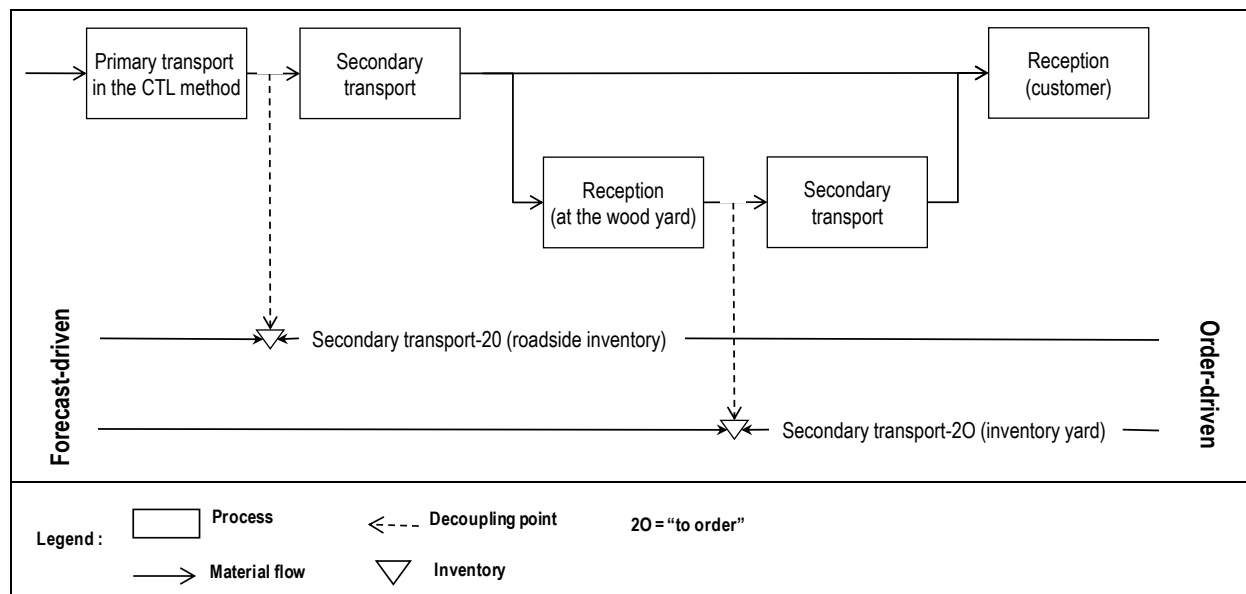 Primary transport
in the CTL method
Secondary
transport
Reception
(customer)
Reception
(at the wood yard)
Secondary
transport
Forecast-driven
Secondary transport-20 (roadside inventory)
Secondary transport-2O (inventory yard)
Order-driven
Legend :
Process
Decoupling point
2O = “to order”
Material flow
Inventory